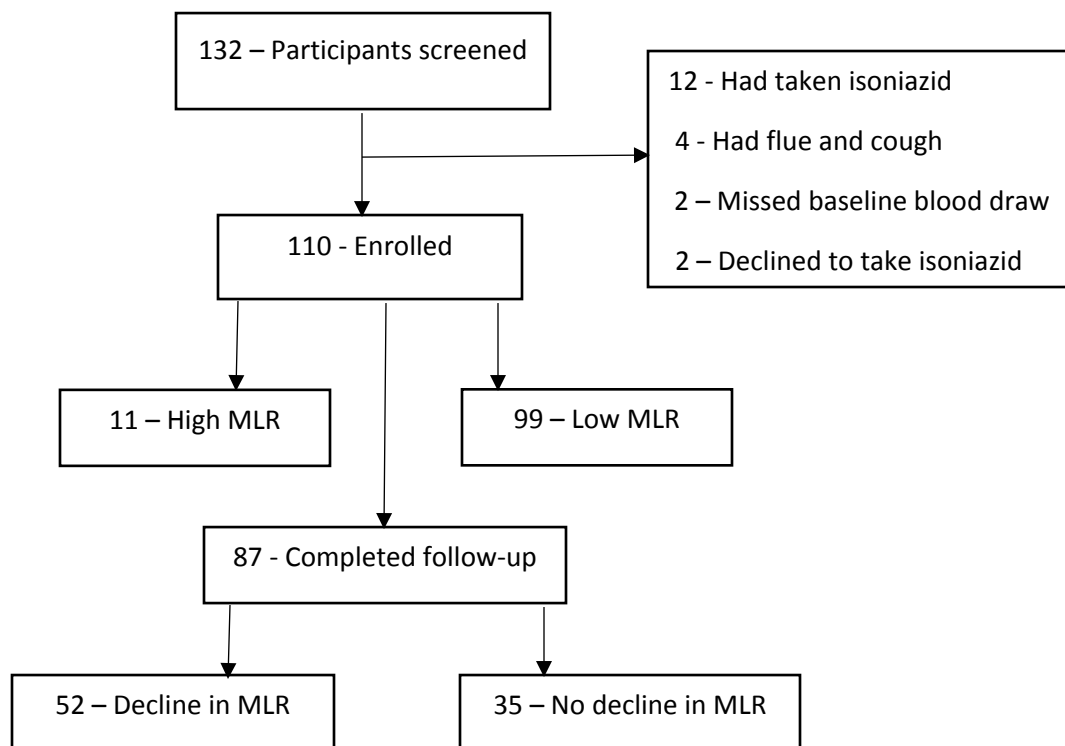 132 – Participants screened
12 - Had taken isoniazid
4 - Had flue and cough
2 – Missed baseline blood draw
2 – Declined to take isoniazid
110 - Enrolled
11 – High MLR
99 – Low MLR
87 - Completed follow-up
52 – Decline in MLR
35 – No decline in MLR